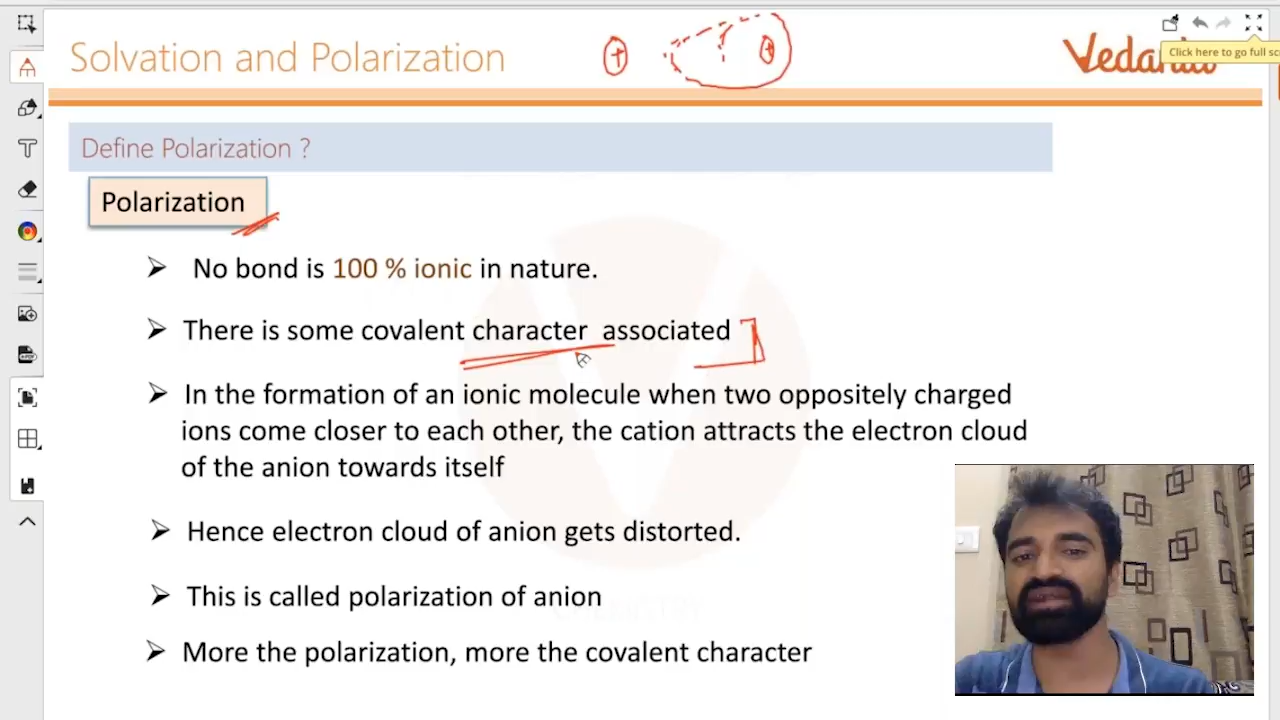 Solvation and Polarization
Vedantu
Click here to go full sc
Define Polarization ?
Polarization
No bond is 100 % ionic in nature.
There is some covalent character associated
In the formation of an ionic molecule when two oppositely charged
ions come closer to each other, the cation attracts the electron cloud
of the anion towards itself
Hence electron cloud of anion gets distorted.
This is called polarization of anion
More the polarization, more the covalent character